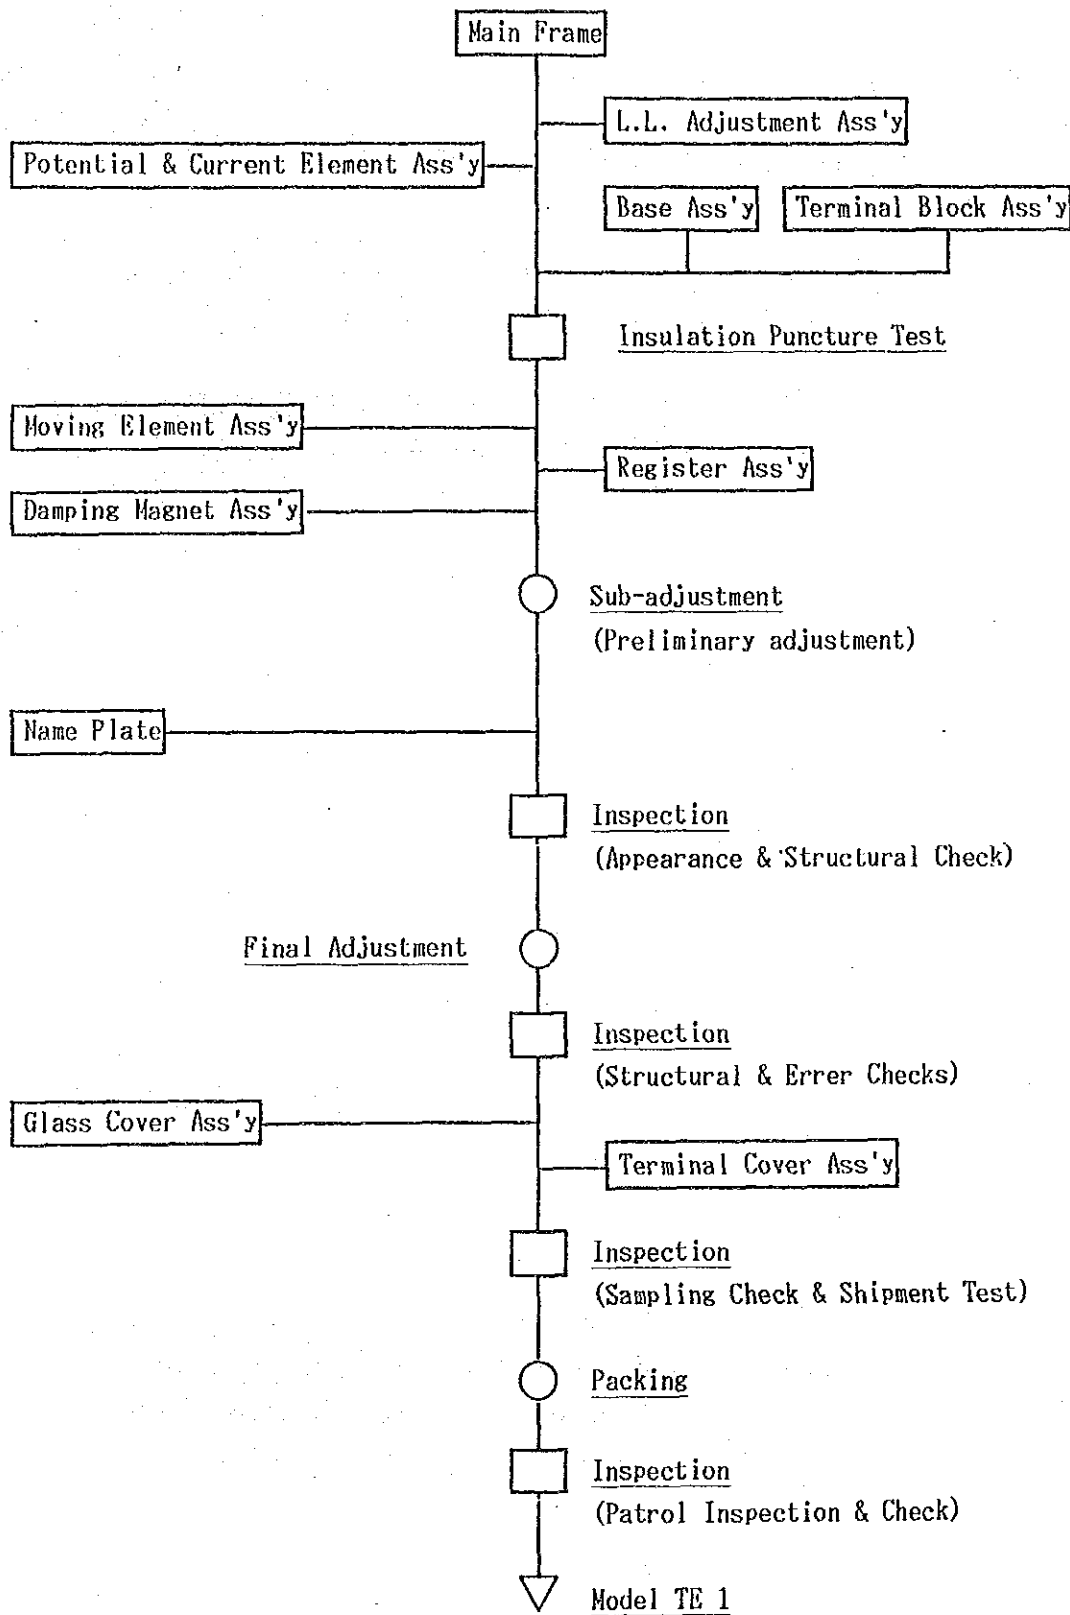 Main Frame
L.L. Adjustment Ass'y
Potential & Current Element Ass'y
Base Ass'y
Terminal Block Ass'y
Insulation Puncture Test
Moving Element Ass'y
Register Ass'y
Damping Magnet Ass'y
Sub-adjustment
(Preliminary adjustment)
Name Plate
Inspection
(Appearance & Structural Check)
Final Adjustment
Inspection
(Structural & Errer Checks)
Glass Cover Ass'y
Terminal Cover Ass'y
Inspection
(Sampling Check & Shipment Test)
Packing
Inspection
(Patrol Inspection & Check)
Model TE 1